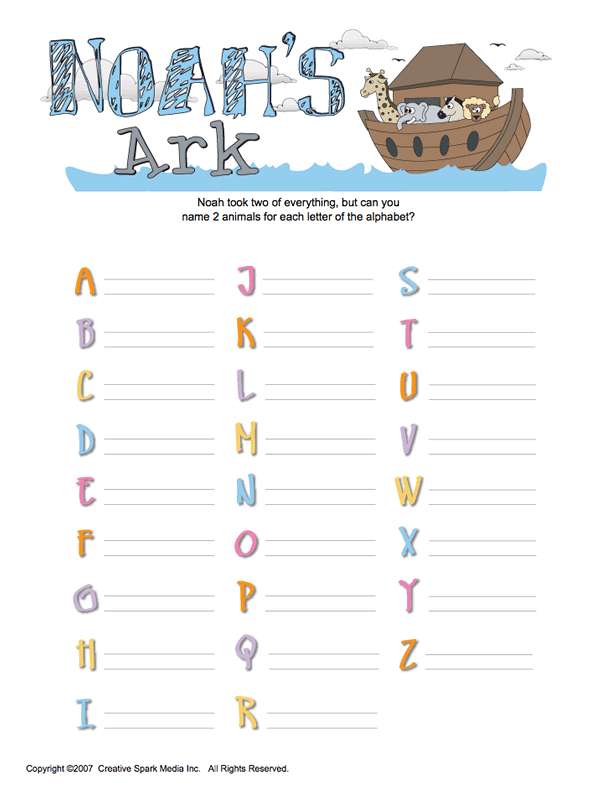 NOAH'S
Ark
Noah took two of everything, but can you
name 2 animals for each letter of the alphabet?
A
B
C
D
E
F
G
H
I
J
K
L
M
N
O
P
Q
R
S
T
U
V
W
X
Y
Z
Copyright ©2007 Creative Spark Media Inc. All Rights Reserved.